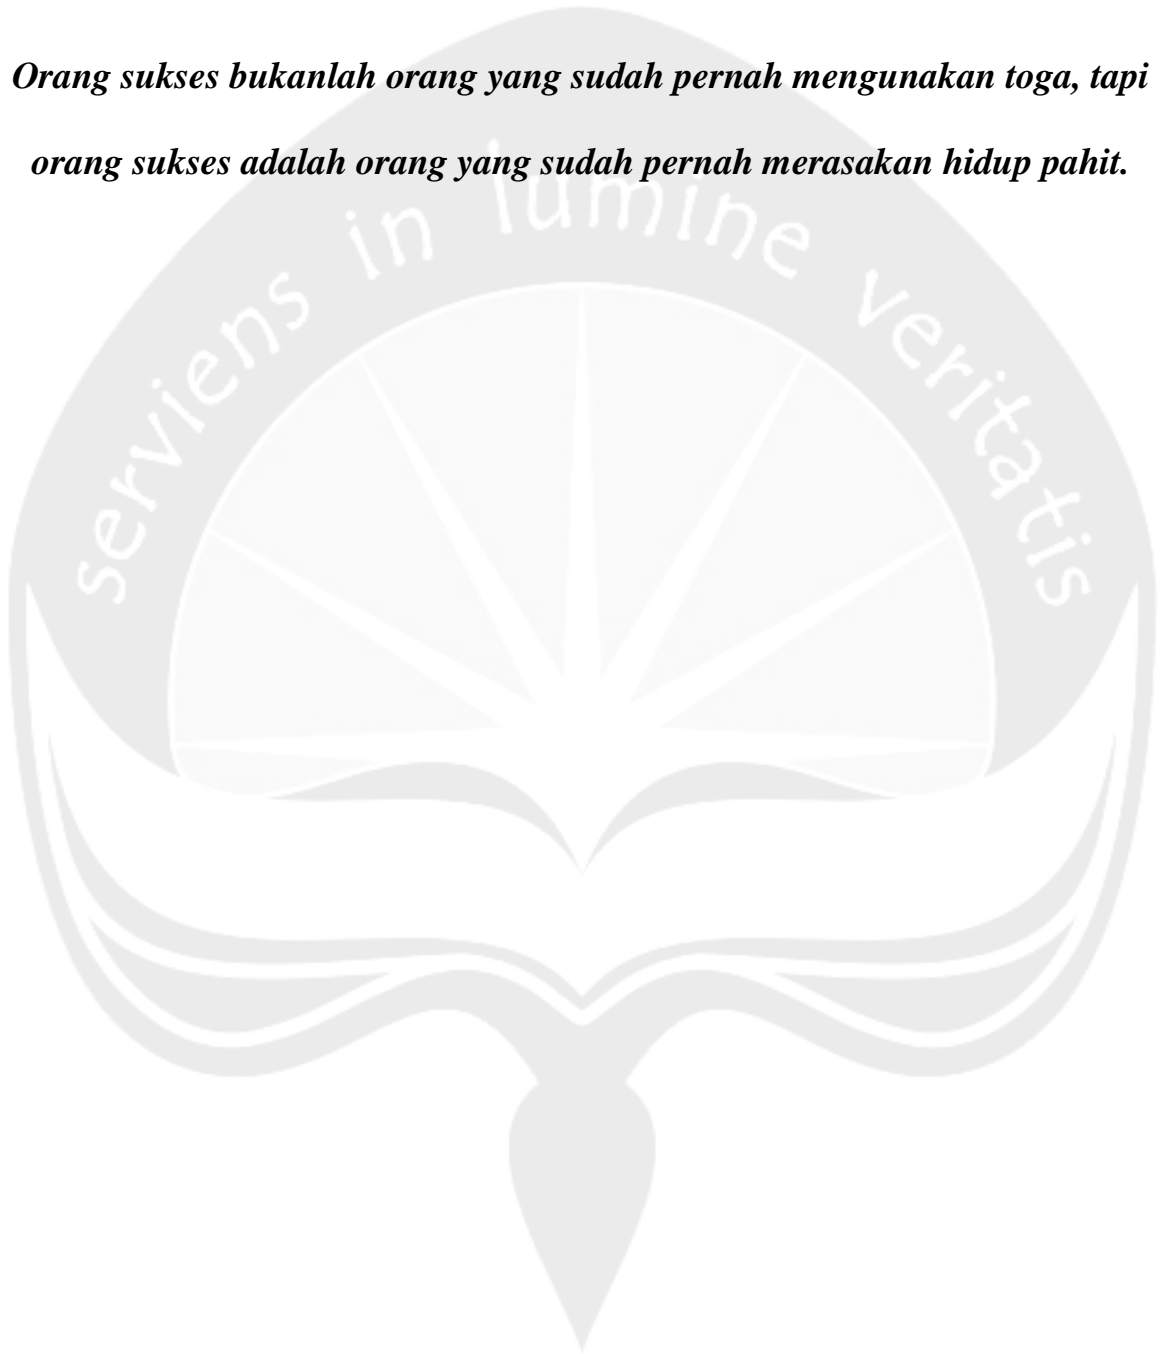 Orang sukses bukanlah orang yang sudah pernah mengunakan toga, tapi
orang sukses adalah orang yang sudah pernah merasakan hidup pahit.
serviens in lumine veritatis